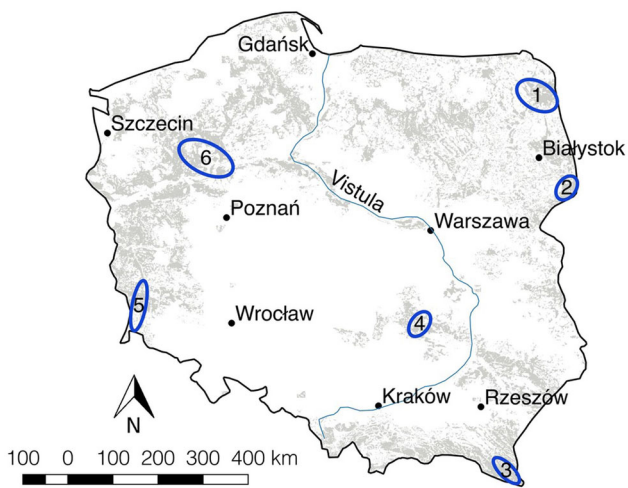 Gdańsk
1
Szczecin
Białystok
6
2
Vistula
Poznań
Warszawa
5
Wrocław
4
Kraków
Rzeszów
N
3
100 0 100 200 300 400 km